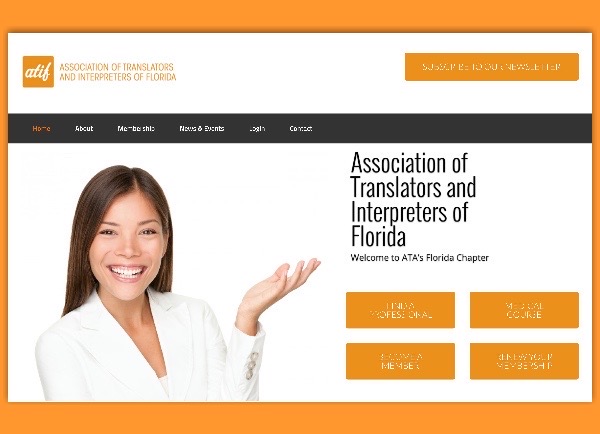 atif
ASSOCIATION OF TRANSLATORS
AND INTERPRETERS OF FLORIDA
SUBSCRIBE TO OUR NEWSLETTER
Home
About
Membership
News & Events
Login
Contact
Association of
Translators and
Interpreters of
Florida
Welcome to ATA's Florida Chapter
FIND A
PROFESSIONAL
MEDICAL
COURSE
BECOME A
MEMBER
RENEW YOUR
MEMBERSHIP